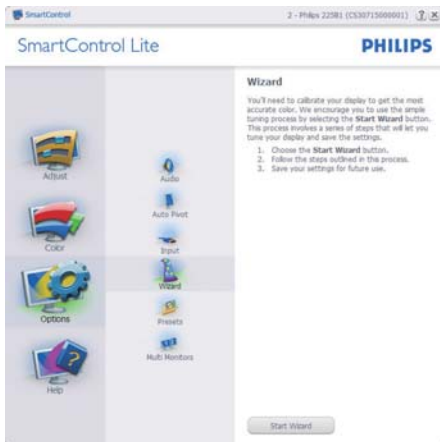 SmartControl
2 - Philips 225B1 (CS30715000001)
SmartControl Lite
PHILIPS
Adjust
Color
Options
Help
Audio
Auto Pivot
Input
Wizard
Presets
Multi Monitors
Wizard
You'll need to calibrate your display to get the most
accurate color. We encourage you to use the simple
tuning process by selecting the Start Wizard button.
This process involves a series of steps that will let you
tune your display and save the settings.
1. Choose the Start Wizard button.
2. Follow the steps outlined in this process.
3. Save your settings for future use.
Start Wizard